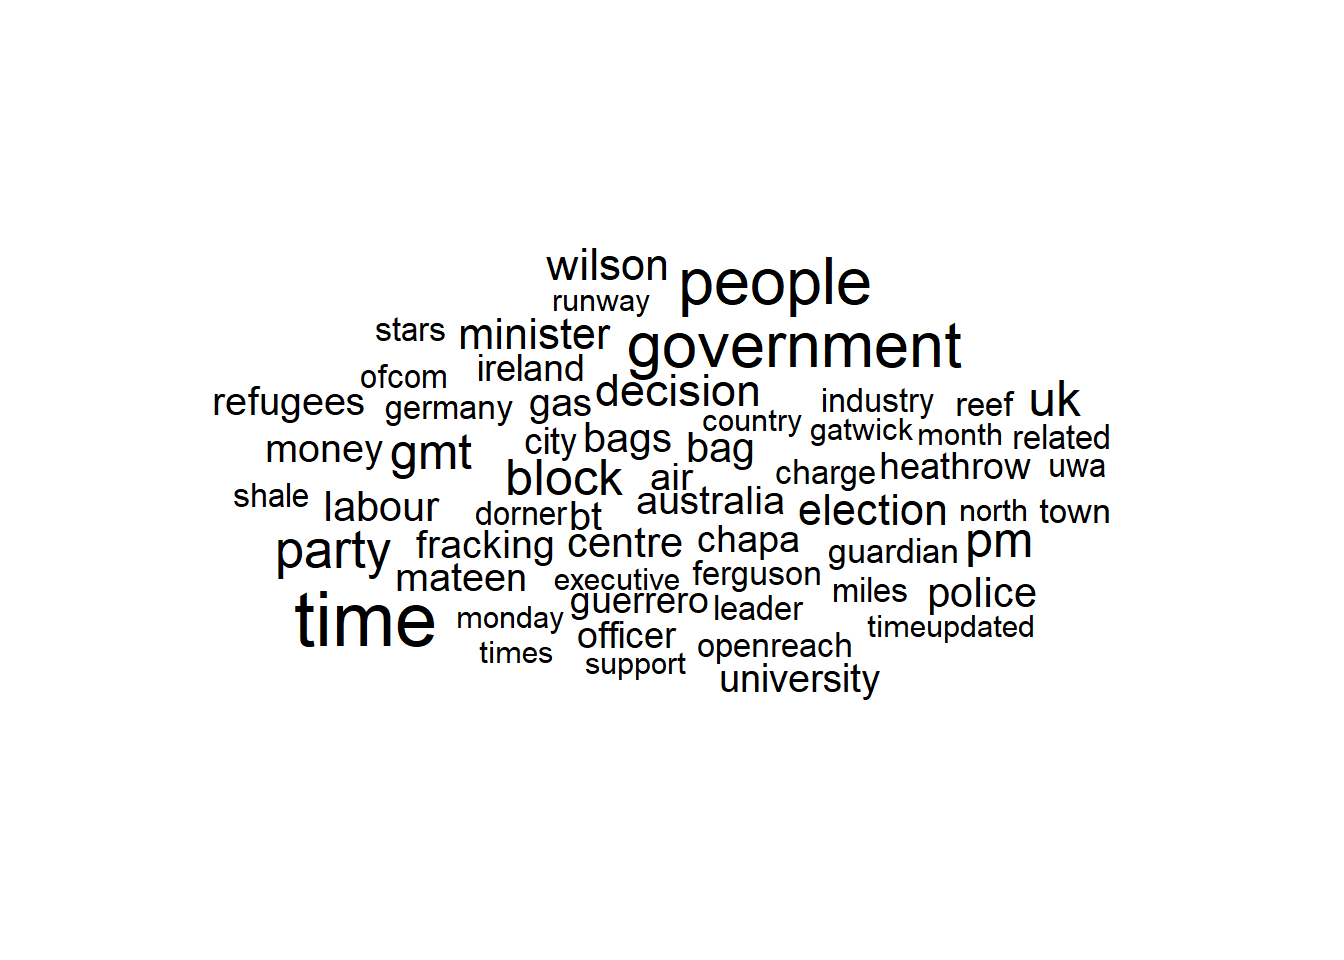 wilson people
runway
stars minister government
ofcom ireland decision
refugees germany gas country industry reef uk
money gmt city bags bag gatwick month related
block air charge heathrow uwa
shale labour dorner bt australia election north town
party fracking centre chapa guardian pm
mateen executive ferguson miles police
time monday guerrero leader timeupdated
times officer openreach
support university